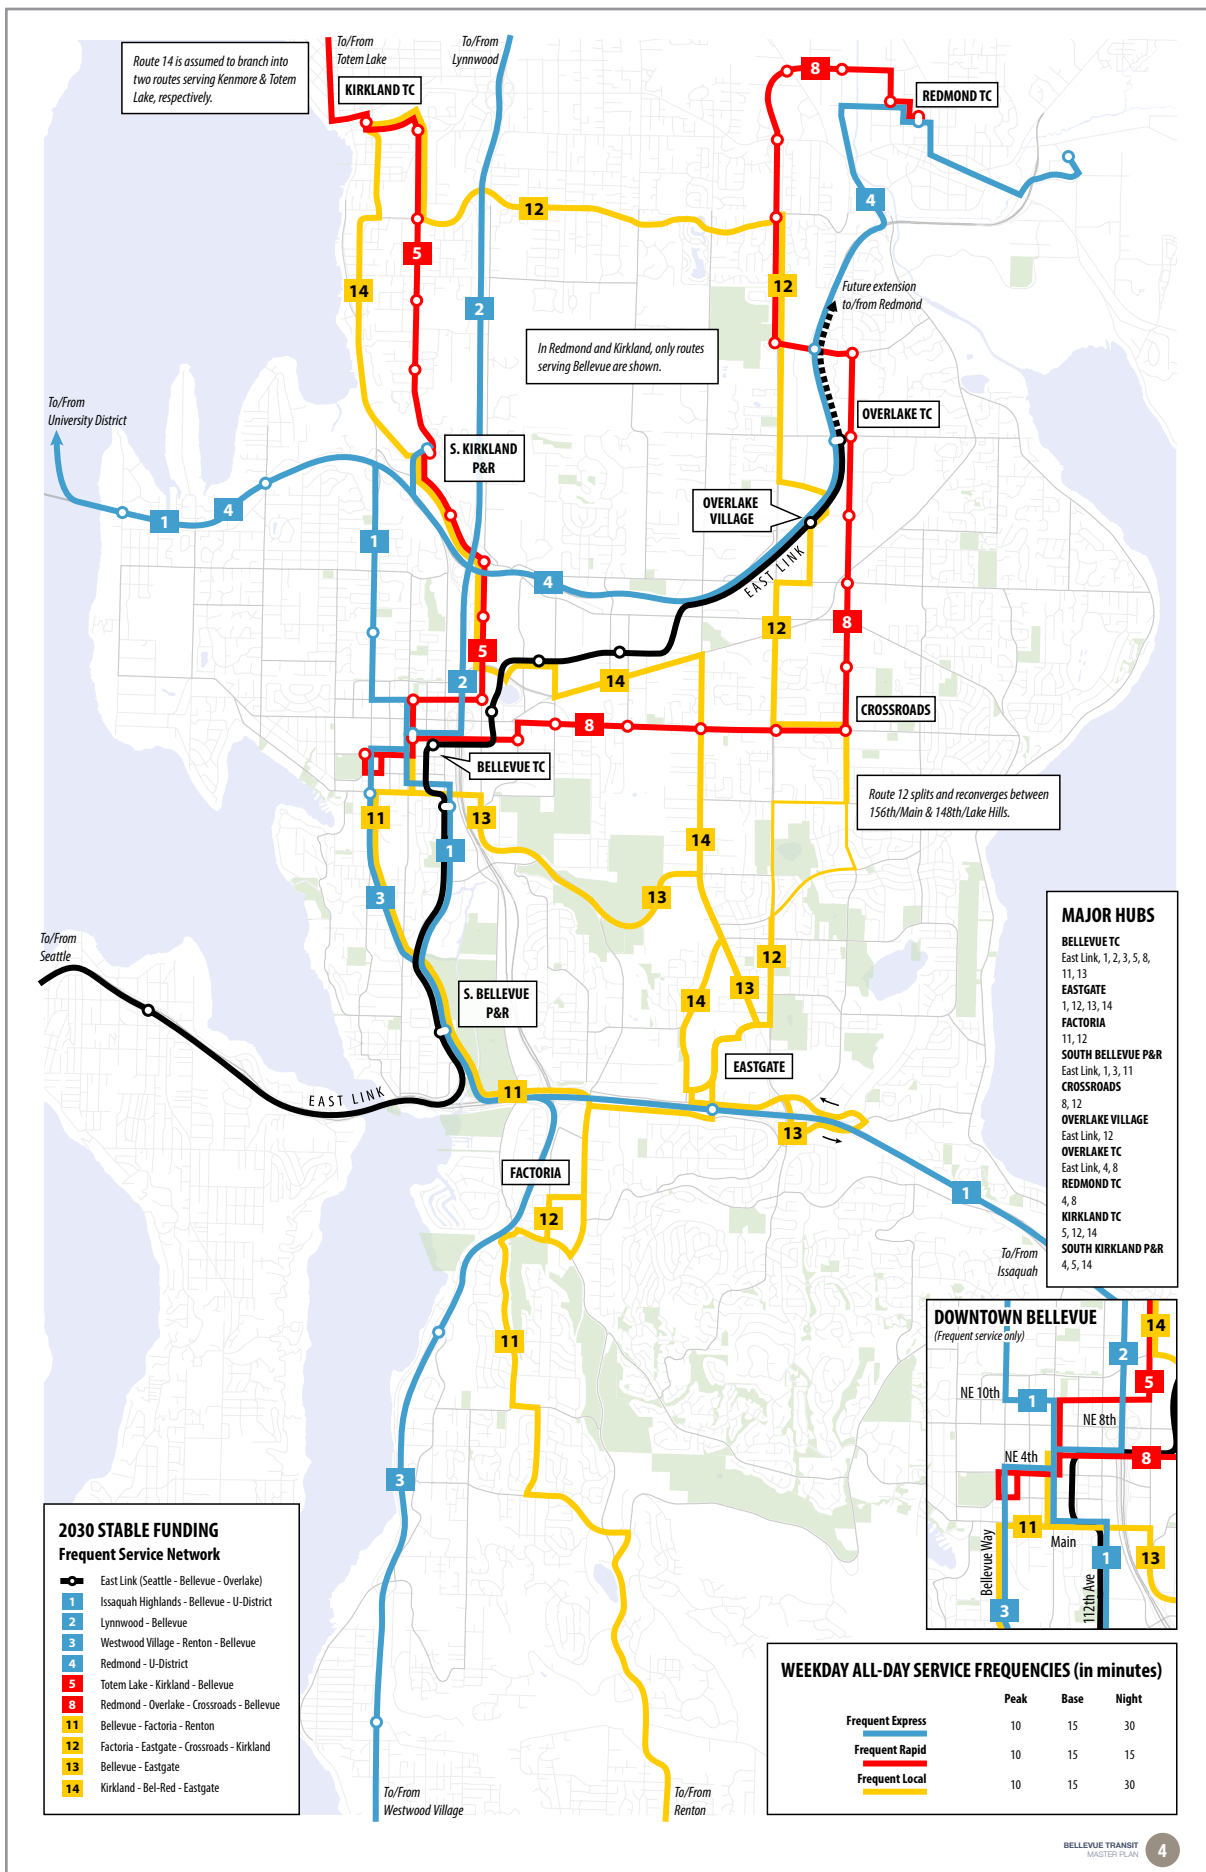 Route 14 is assumed to branch into
two routes serving Kenmore & Totem
Lake, respectively.
To/From
Totem Lake
To/From
Lynnwood
KIRKLAND TC
8
REDMOND TC
4
12
5
14
2
12
Future extension
to/from Redmond
In Redmond and Kirkland, only routes
serving Bellevue are shown.
To/From
University District
OVERLAKE TC
S. KIRKLAND
P&R
OVERLAKE
VILLAGE
1
4
1
4
EAST LINK
12
8
5
2
14
CROSSROADS
8
BELLEVUE TC
Route 12 splits and reconverges between
156th/Main & 148th/Lake Hills.
11
13
1
14
3
13
To/From
Seattle
12
S. BELLEVUE
P&R
14
13
EASTGATE
EAST LINK
11
13
FACTORIA
1
12
To/From
Issaquah
11
3
To/From
Westwood Village
To/From
Renton
MAJOR HUBS
BELLEVUE TC
East Link, 1, 2, 3, 5, 8,
11, 13
EASTGATE
1, 12, 13, 14
FACTORIA
11, 12
SOUTH BELLEVUE P&R
East Link, 1, 3, 11
CROSSROADS
8, 12
OVERLAKE VILLAGE
East Link, 12
OVERLAKE TC
East Link, 4, 8
REDMOND TC
4, 8
KIRKLAND TC
5, 12, 14
SOUTH KIRKLAND P&R
4, 5, 14
DOWNTOWN BELLEVUE
(Frequent service only)
14
2
5
NE 10th
1
NE 8th
NE 4th
8
11
Main
Bellevue Way
1
13
112th Ave
3
2030 STABLE FUNDING
Frequent Service Network
East Link (Seattle - Bellevue - Overlake)
1 Issaquah Highlands - Bellevue - U-District
2 Lynnwood - Bellevue
3 Westwood Village - Renton - Bellevue
4 Redmond - U-District
5 Totem Lake - Kirkland - Bellevue
8 Redmond - Overlake - Crossroads - Bellevue
11 Bellevue - Factoria - Renton
12 Factoria - Eastgate - Crossroads - Kirkland
13 Bellevue - Eastgate
14 Kirkland - Bel-Red - Eastgate
WEEKDAY ALL-DAY SERVICE FREQUENCIES (in minutes)
Peak Base Night
Frequent Express 10 15 30
Frequent Rapid 10 15 15
Frequent Local 10 15 30
BELLEVUE TRANSIT
MASTER PLAN
4